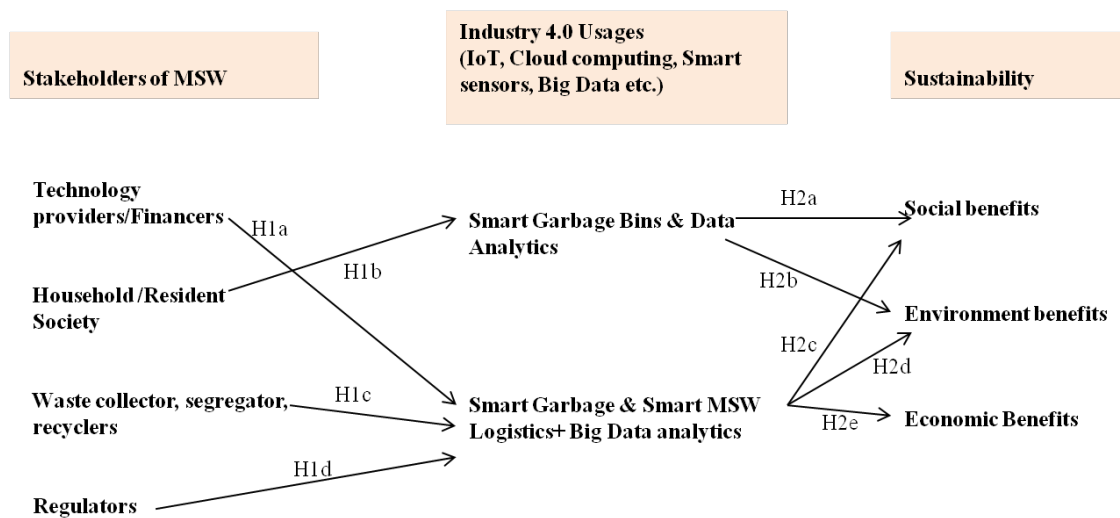 Stakeholders of MSW
Industry 4.0 Usages
(IoT, Cloud computing, Smart
sensors, Big Data etc.)
Sustainability
Technology
providers/Financers
H1a
Household /Resident
Society
H1b
Waste collector, segregator,
recyclers
H1c
Regulators
H1d
Smart Garbage Bins & Data
Analytics
Smart Garbage & Smart MSW
Logistics+ Big Data analytics
H2a
H2b
H2c
H2d
H2e
Social benefits
Environment benefits
Economic Benefits